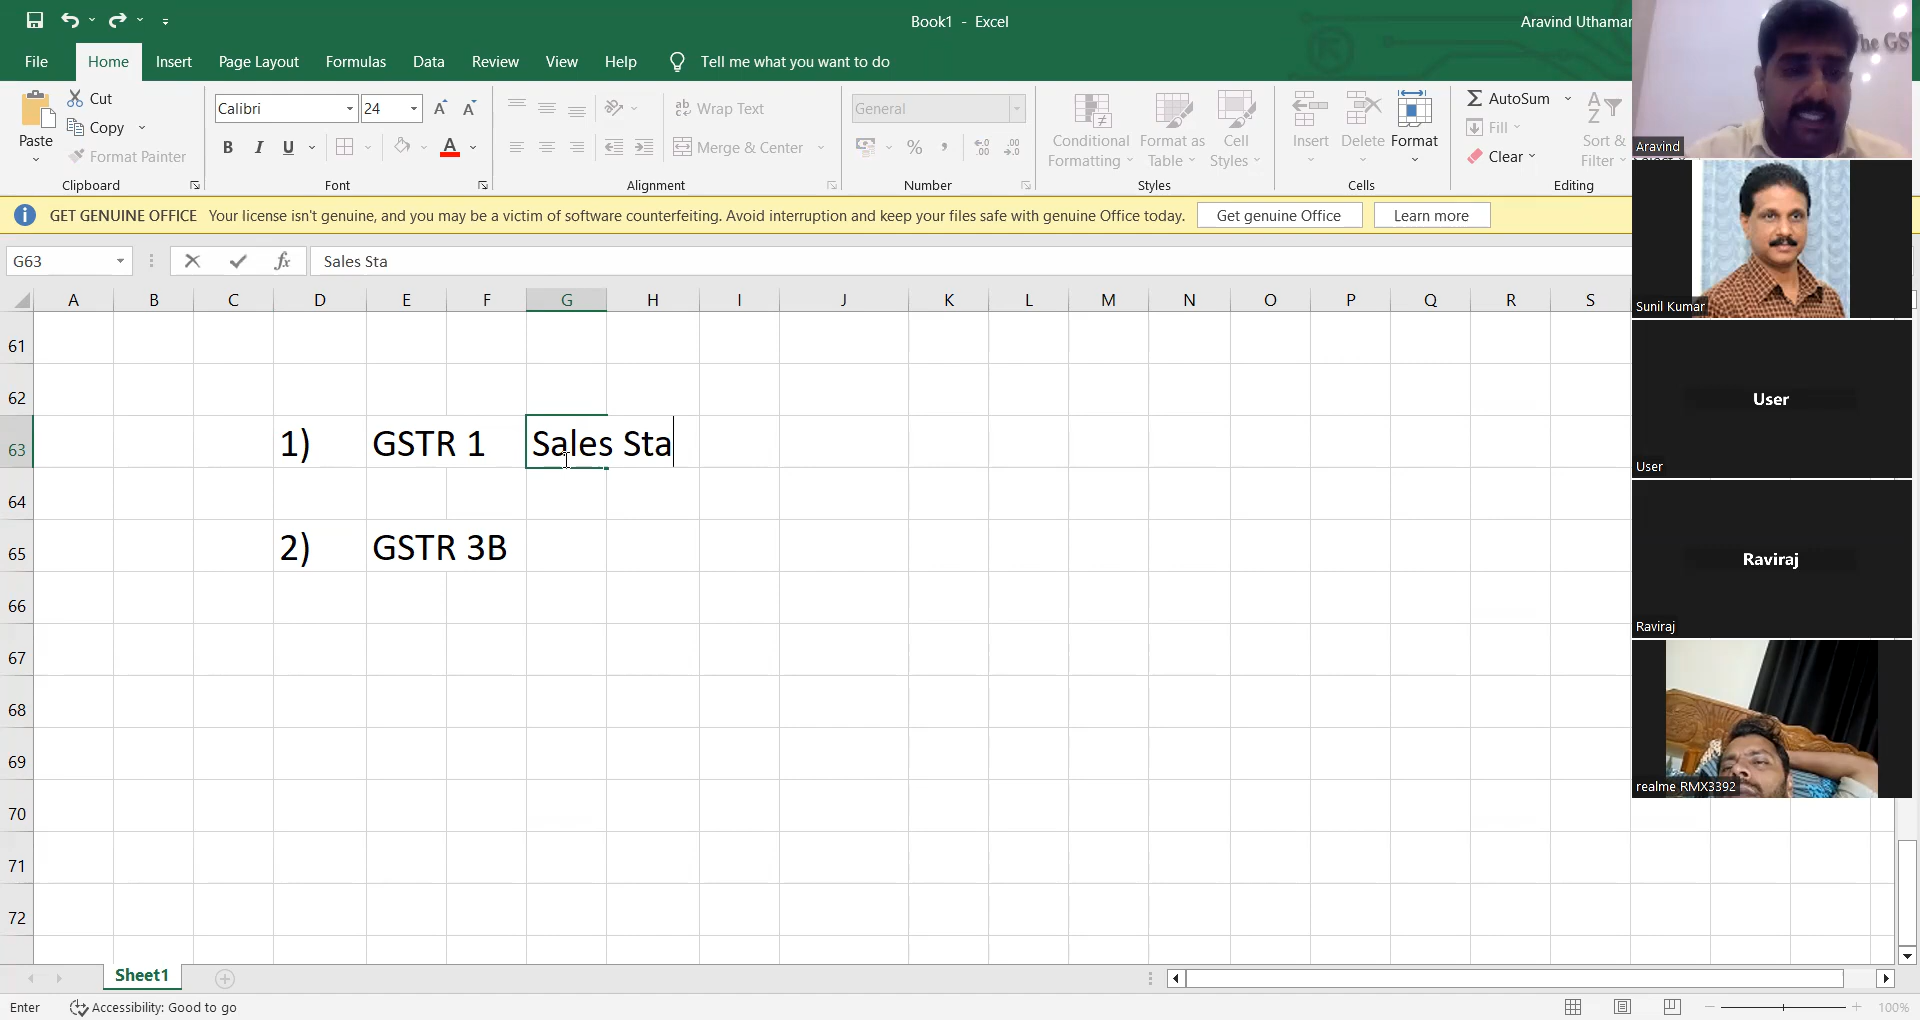 Book1 - Excel
Aravind Uthaman
File Home Insert Page Layout Formulas Data Review View Help Tell me what you want to do
Cut
Copy
Format Painter
Paste
Clipboard
Calibri 24
B I U A
Font
ab Wrap Text
Merge & Center
Alignment
General
% ,
Number
Conditional Formatting
Format as Table
Cell Styles
Styles
Insert Delete Format
Cells
AutoSum
Fill
Clear
Sort & Filter
Editing
GET GENUINE OFFICE Your license isn't genuine, and you may be a victim of software counterfeiting. Avoid interruption and keep your files safe with genuine Office today. Get genuine Office Learn more
G63 fx Sales Sta
A B C D E F G H I J K L M N O P Q R S
61
62
63 1) GSTR 1 Sales Sta
64
65 2) GSTR 3B
66
67
68
69
70
71
72
Sheet1
Enter Accessibility: Good to go 100%
The GS
Aravind
Sunil Kumar
User
User
Raviraj
Raviraj
realme RMX3392